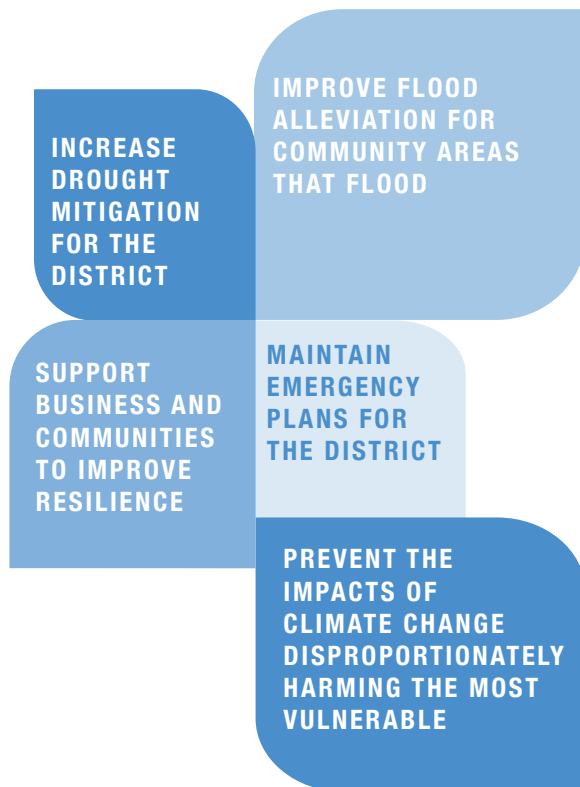 INCREASE
DROUGHT
MITIGATION
FOR THE
DISTRICT
IMPROVE FLOOD
ALLEVIATION FOR
COMMUNITY AREAS
THAT FLOOD
SUPPORT
BUSINESS AND
COMMUNITIES
TO IMPROVE
RESILIENCE
MAINTAIN
EMERGENCY
PLANS FOR
THE DISTRICT
PREVENT THE
IMPACTS OF
CLIMATE CHANGE
DISPROPORTIONATELY
HARMING THE MOST
VULNERABLE